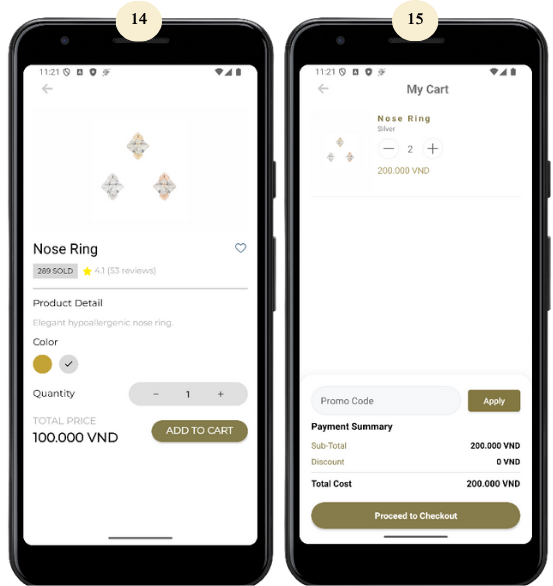 14
11:21
Nose Ring
289 SOLD 4.1 (53 reviews)
Product Detail
Elegant hypoallergenic nose ring.
Color
Quantity - 1 +
TOTAL PRICE
100.000 VND
ADD TO CART
15
11:21
My Cart
Nose Ring
Silver
— 2 +
200.000 VND
Promo Code
Apply
Payment Summary
Sub-Total 200.000 VND
Discount 0 VND
Total Cost 200.000 VND
Proceed to Checkout